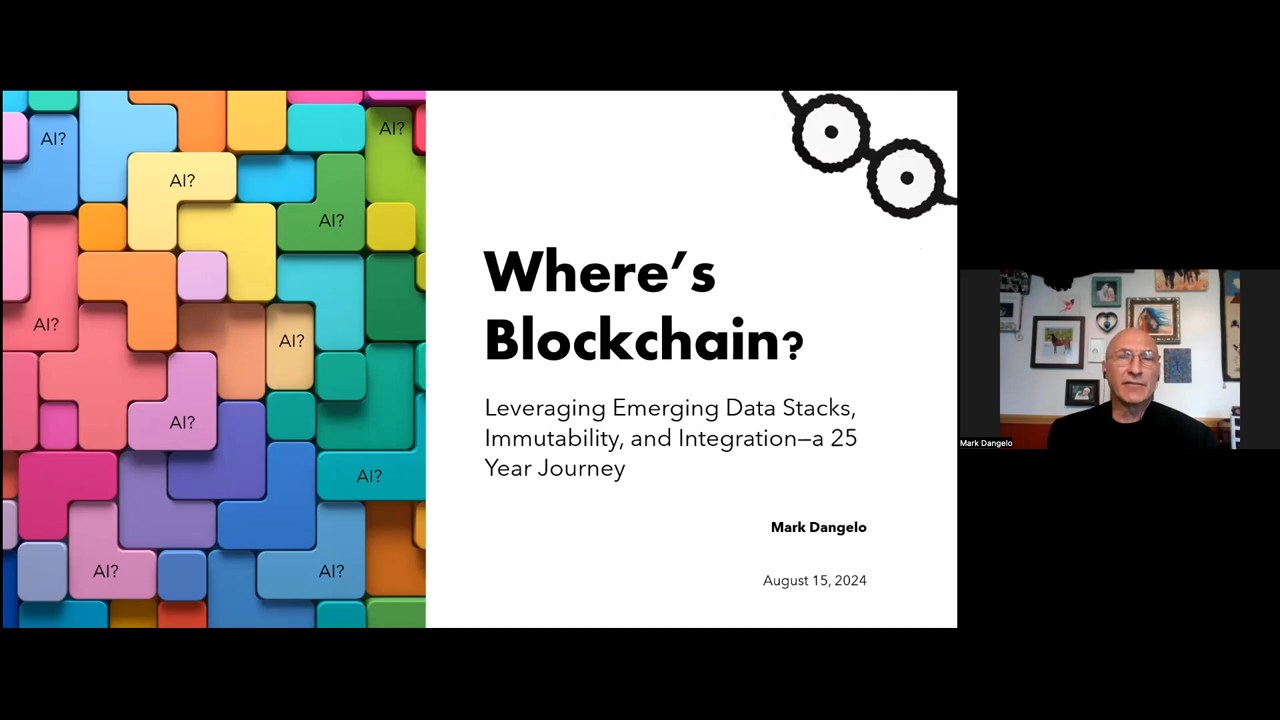 AI?
AI?
AI?
AI?
AI?
AI?
AI?
AI?
AI?
AI?
Where's
Blockchain?
Leveraging Emerging Data Stacks,
Immutability, and Integration—a 25
Year Journey
Mark Dangelo
August 15, 2024
Mark Dangelo